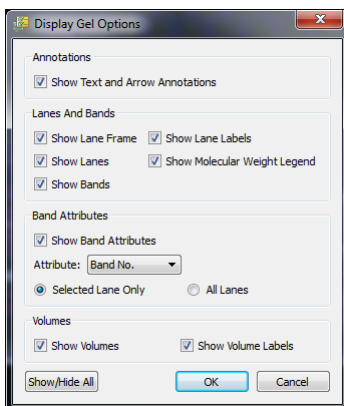 Display Gel Options
Annotations
Show Text and Arrow Annotations
Lanes And Bands
Show Lane Frame Show Lane Labels
Show Lanes Show Molecular Weight Legend
Show Bands
Band Attributes
Show Band Attributes
Attribute: Band No.
Selected Lane Only All Lanes
Volumes
Show Volumes Show Volume Labels
Show/Hide All OK Cancel